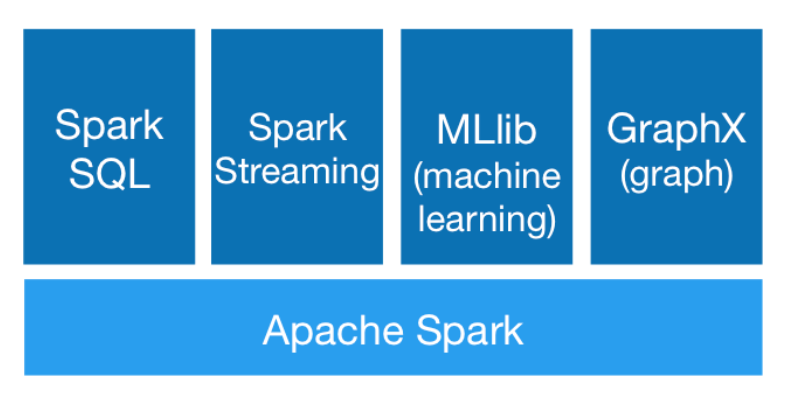 Spark
SQL
Spark
Streaming
MLlib
(machine
learning)
GraphX
(graph)
Apache Spark